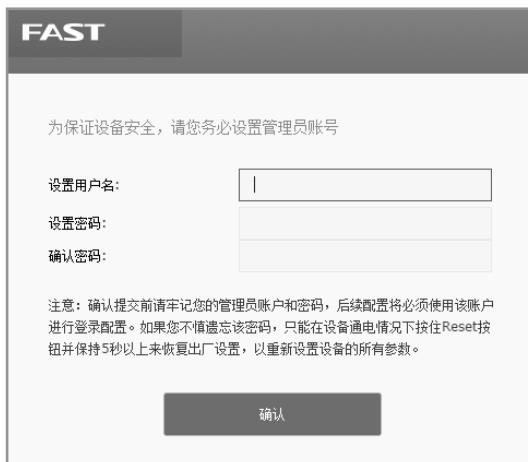 FAST
为保证设备安全，请您务必设置管理员账号
设置用户名：
设置密码：
确认密码：
注意：确认提交前请牢记您的管理员账户和密码，后续配置将必须使用该账户
进行登录配置。如果您不慎遗忘该密码，只能在设备通电情况下按住Reset按
钮并保持5秒以上来恢复出厂设置，以重新设置设备的所有参数。
确认